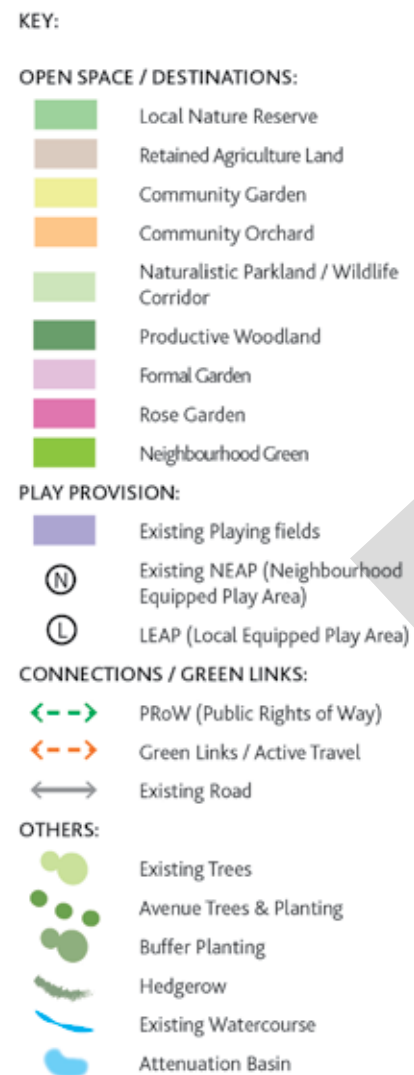 KEY:
OPEN SPACE / DESTINATIONS:
Local Nature Reserve
Retained Agriculture Land
Community Garden
Community Orchard
Naturalistic Parkland / Wildlife
Corridor
Productive Woodland
Formal Garden
Rose Garden
Neighbourhood Green
PLAY PROVISION:
Existing Playing fields
N Existing NEAP (Neighbourhood
Equipped Play Area)
L LEAP (Local Equipped Play Area)
CONNECTIONS / GREEN LINKS:
PRoW (Public Rights of Way)
Green Links / Active Travel
Existing Road
OTHERS:
Existing Trees
Avenue Trees & Planting
Buffer Planting
Hedgerow
Existing Watercourse
Attenuation Basin